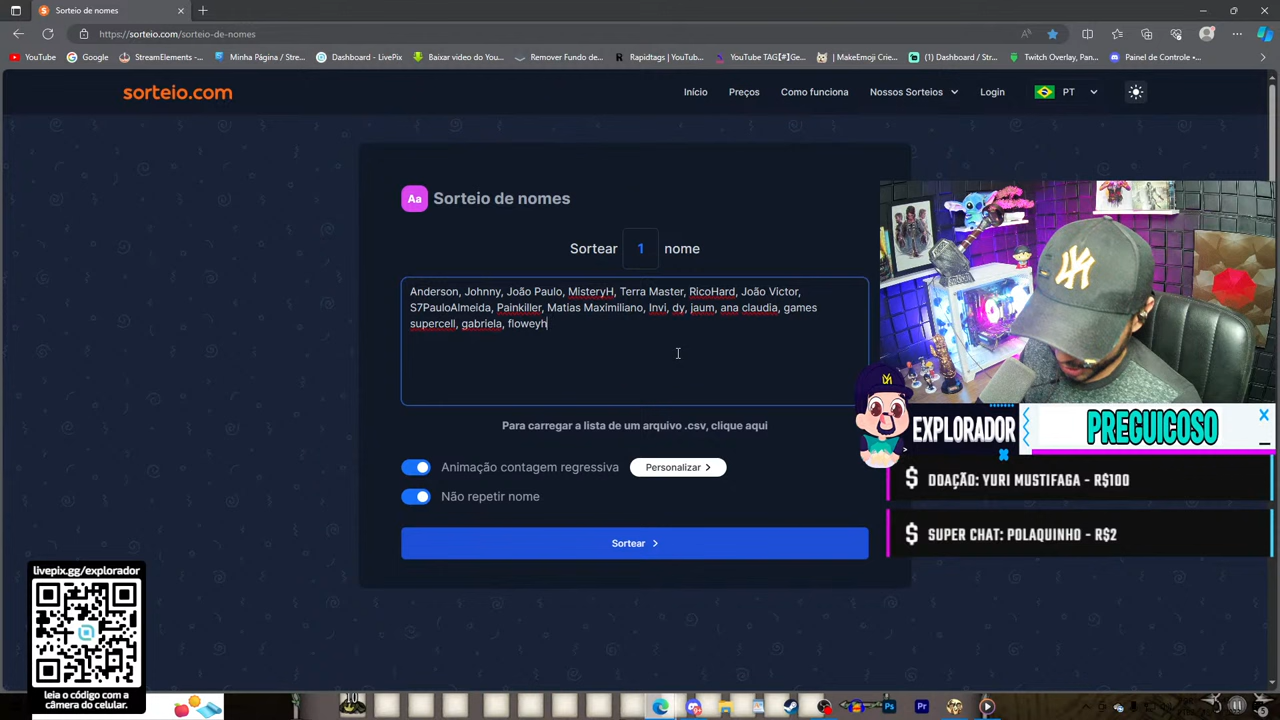 Sorteio de nomes
https://sorteio.com/sorteio-de-nomes
YouTube
Google
StreamElements -...
Minha Página / Stre...
Dashboard - LivePix
Baixar video do You...
Remover Fundo de...
Rapidtags | YouTub...
YouTube TAG[#]Ge...
MakeEmoji Criee...
(1) Dashboard / Str...
Twitch Overlay, Pan...
Painel de Controle -...
sorteio.com
Início
Preços
Como funciona
Nossos Sorteios
Login
PT
Aa
Sorteio de nomes
Sortear 1 nome
Anderson, Johnny, João Paulo, MisteryH, Terra Master, RicoHard, João Victor,
S7PauloAlmeida, Painkiller, Matias Maximiliano, Invi, dy, jaum, ana claudia, games
supercell, gabriela, floweyh
Para carregar a lista de um arquivo .csv, clique aqui
Animação contagem regressiva
Personalizar >
Não repetir nome
Sortear >
NY
EXPLORADOR
PREGUICOSO
$ DOAÇÃO: YURI MUSTIFAGA - R$100
$ SUPER CHAT: POLAQUINHO - R$2
livepix.gg/explorador
leia o código com a
câmera do celular.